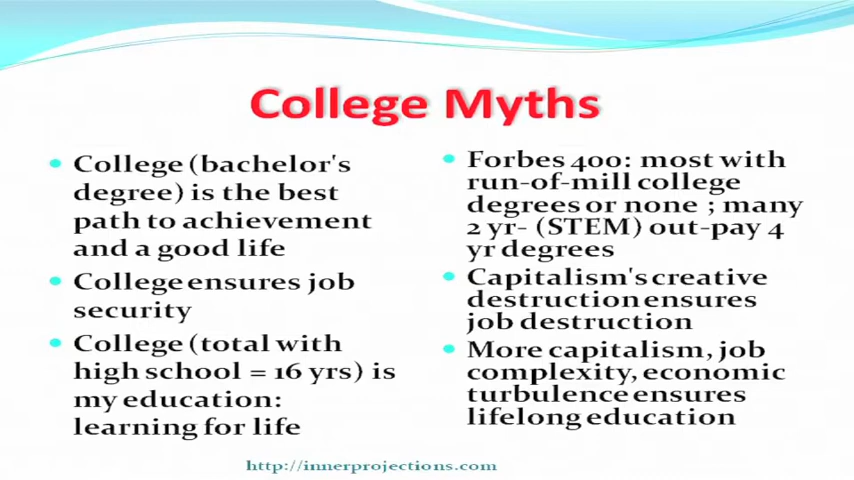 College Myths
College (bachelor's
degree) is the best
path to achievement
and a good life
College ensures job
security
College (total with
high school = 16 yrs) is
my education:
learning for life
Forbes 400: most with
run-of-mill college
degrees or none ; many
2 yr- (STEM) out-pay 4
yr degrees
Capitalism's creative
destruction ensures
job destruction
More capitalism, job
complexity, economic
turbulence ensures
lifelong education
http://innerprojections.com